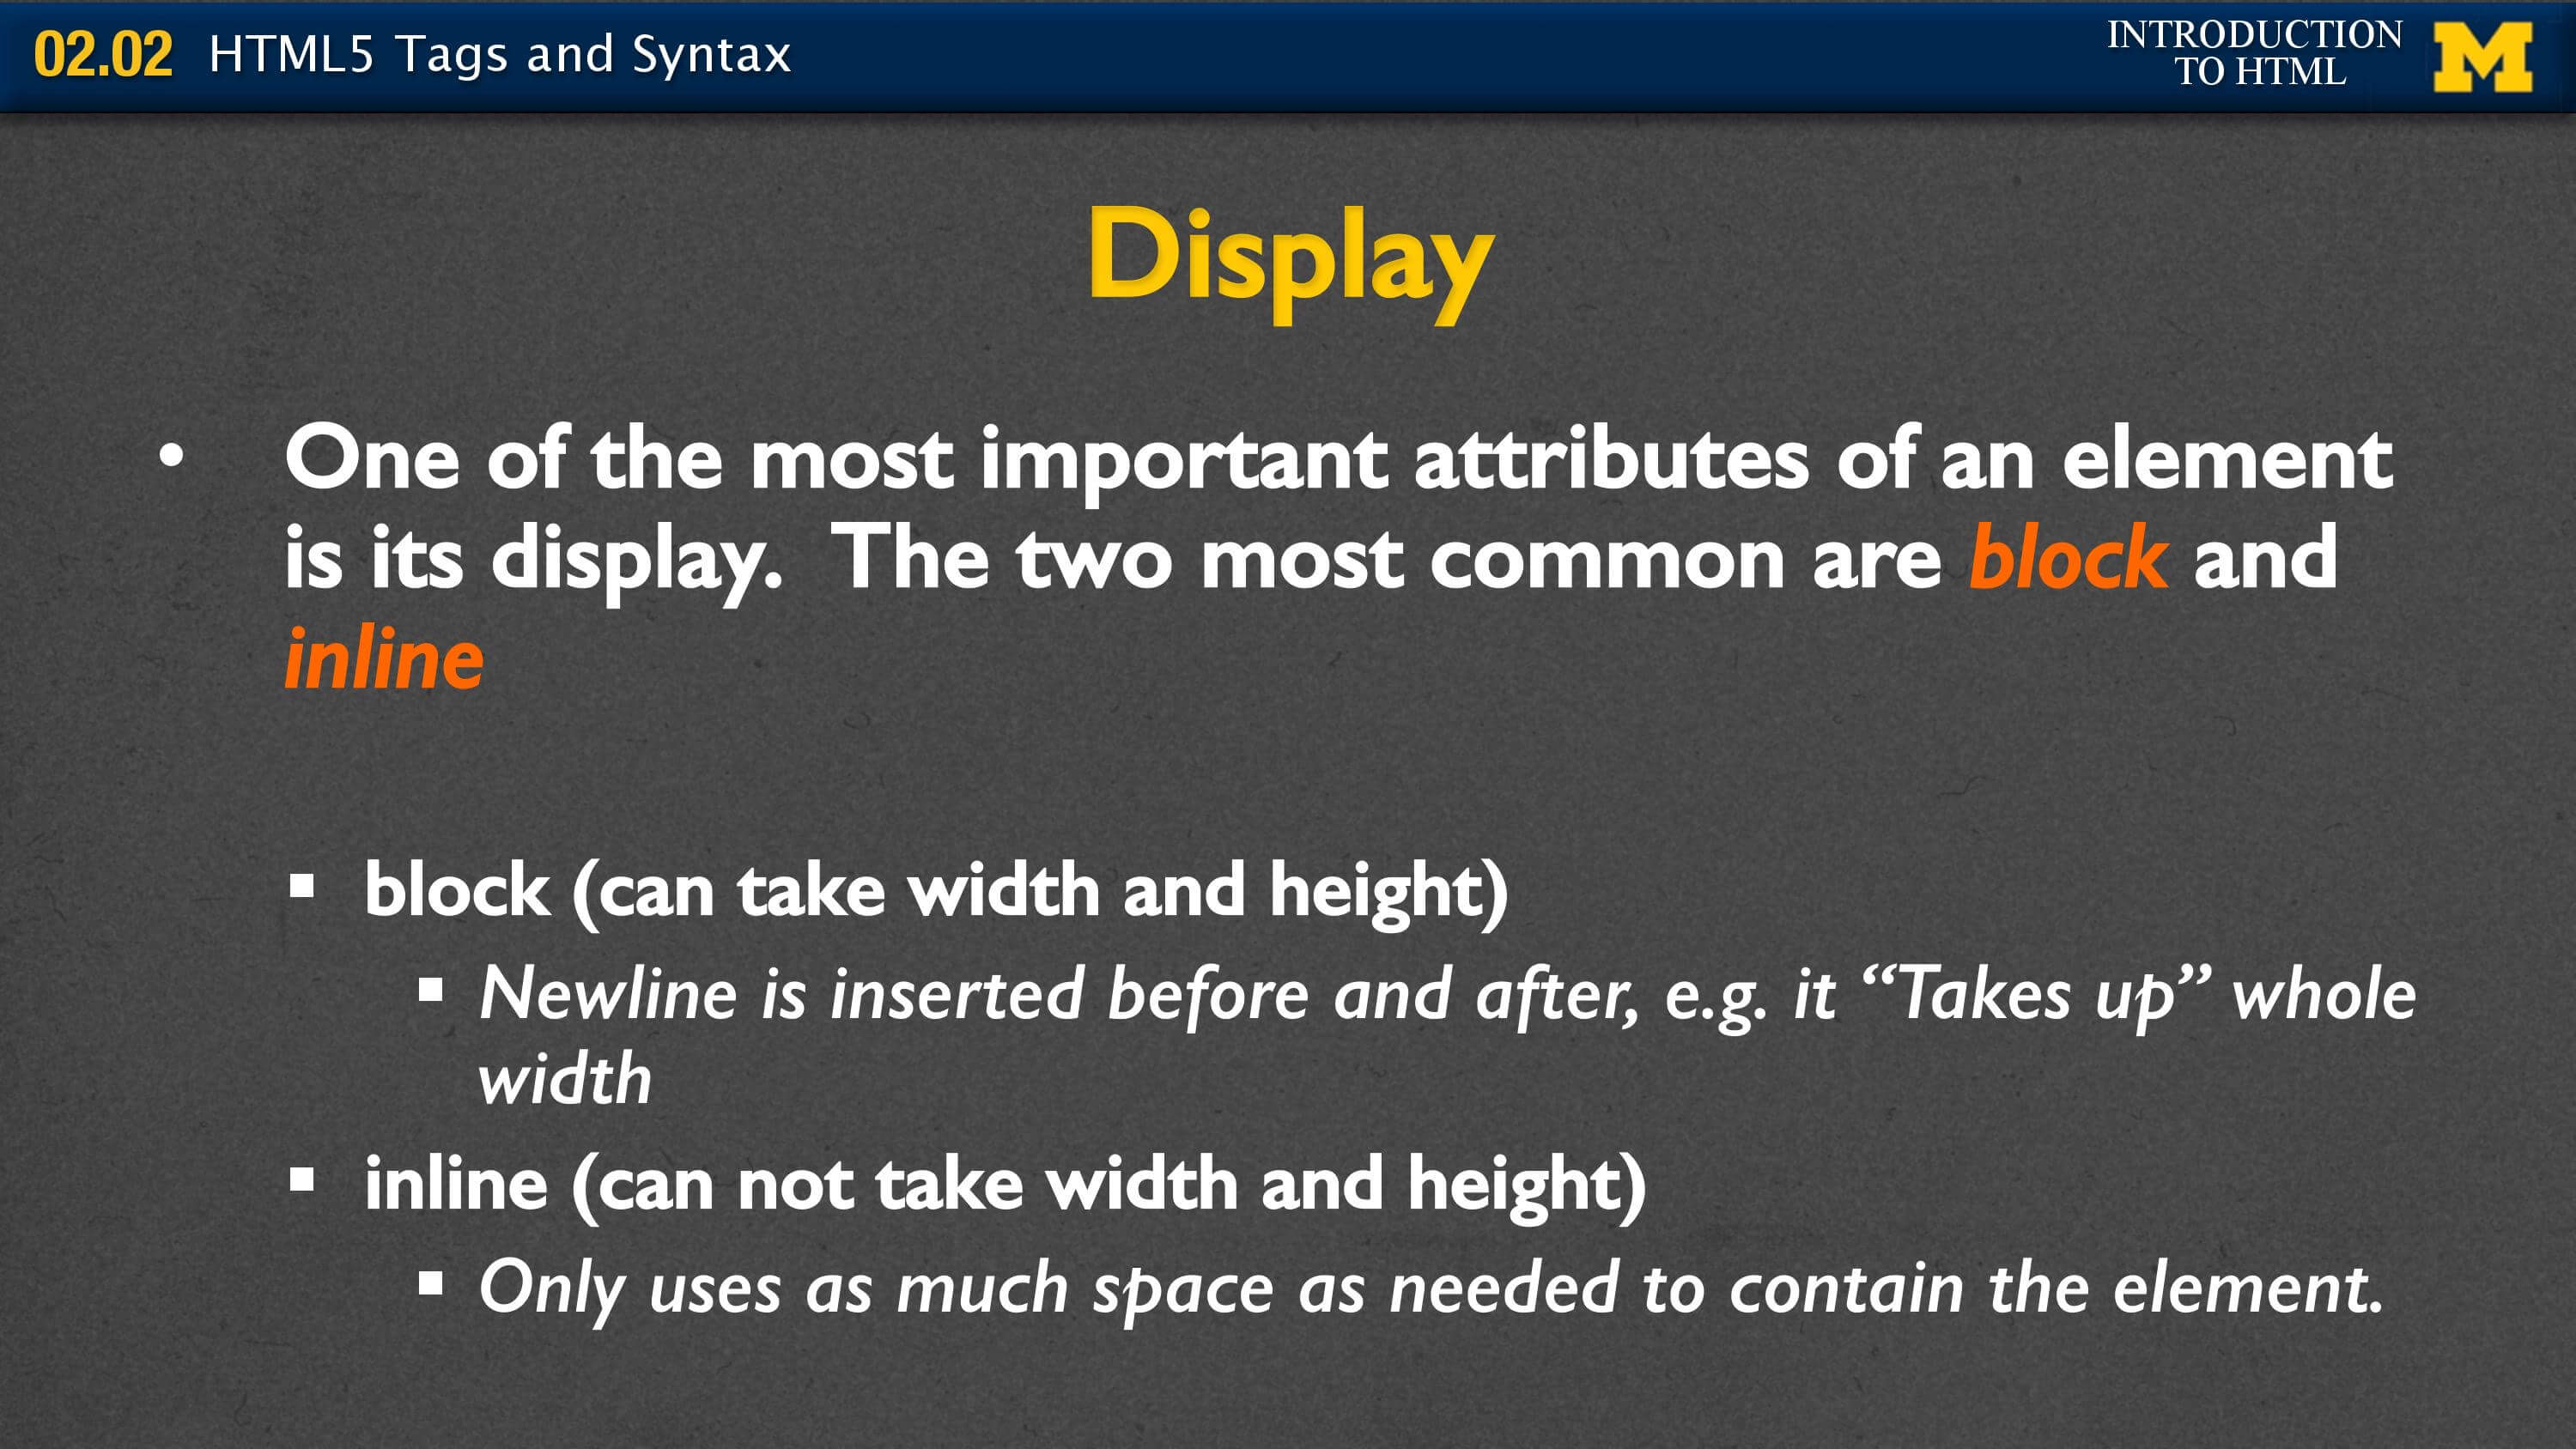 02.02 HTML5 Tags and Syntax
INTRODUCTION
TO HTML
M
Display
• One of the most important attributes of an element
is its display.  The two most common are block and
inline
▪ block (can take width and height)
▪ Newline is inserted before and after, e.g. it “Takes up” whole
width
▪ inline (can not take width and height)
▪ Only uses as much space as needed to contain the element.